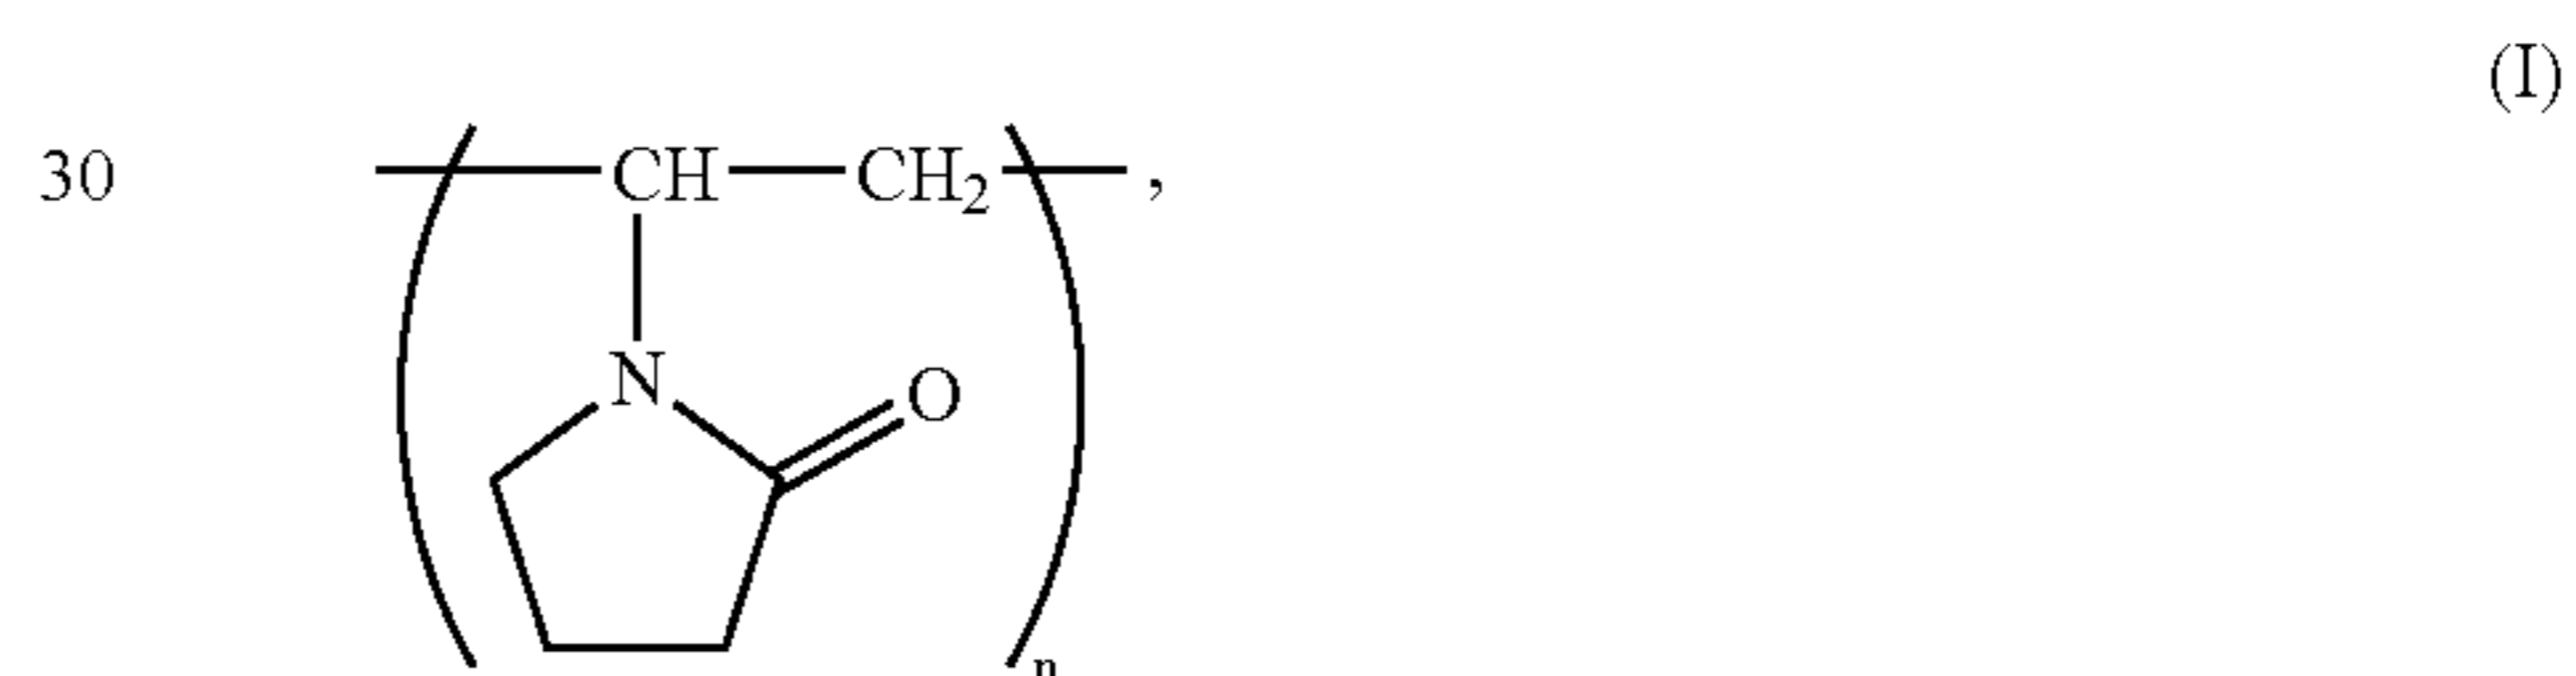 (I)
30 CH CH₂ ,
N O
n